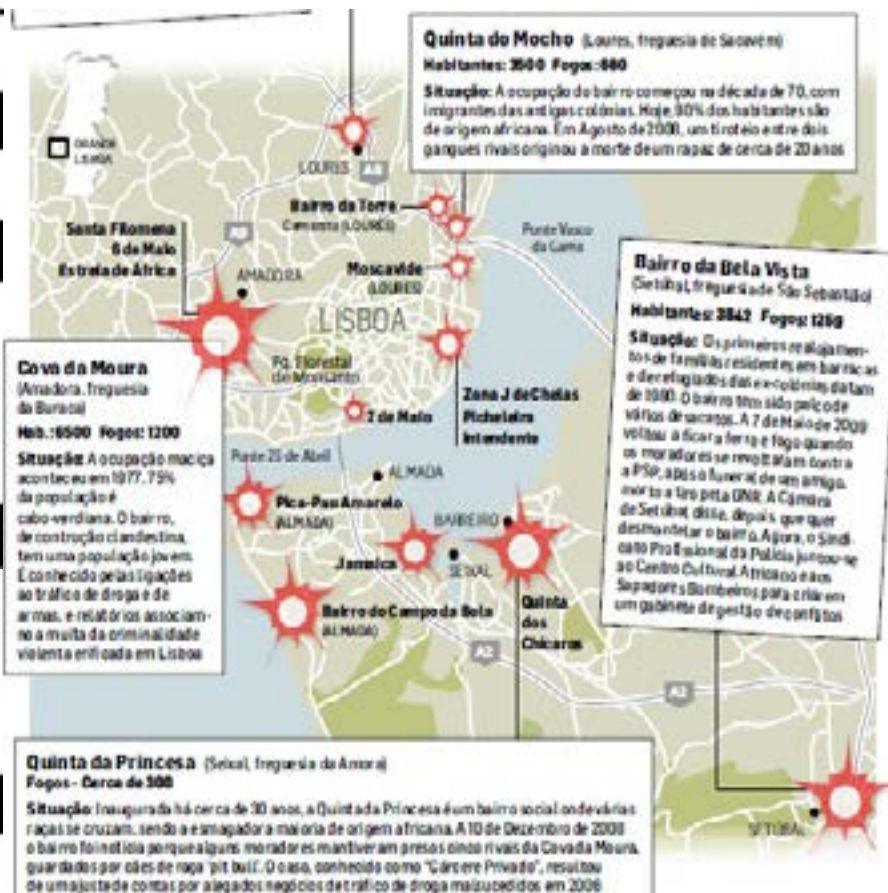 Quinta do Mocho (Loures, freguesia de Sacavém)
Habitantes: 3500 Fogos: 660
Situação: A ocupação do bairro começou na década de 70, com
imigrantes das antigas colónias. Hoje, 90% dos habitantes são
de origem africana. Em Agosto de 2008, um tiroteio entre dois
gangues rivais originou a morte de um rapaz de cerca de 20 anos
GRANDE
LISBOA
LOURES
Bairro da Torre
Camarate (LOURES)
Santa Filomena
6 de Maio
Estrela de África
AMADORA
Moscavide
(LOURES)
Ponte Vasco
da Gama
LISBOA
Pq. Florestal
de Monsanto
2 de Maio
Zona J de Chelas
Picheleira
Intendente
Bairro da Bela Vista
(Setúbal, freguesia de São Sebastião)
Habitantes: 3842 Fogos: 1259
Situação: Os primeiros realojamen-
tos de famílias residentes em barracas
e de refugiados das ex-colónias datam
de 1980. O bairro têm sido palco de
vários desacatos. A 7 de Maio de 2009
voltou a ficar a ferro e fogo quando
os moradores se revoltaram contra
a PSP, após o funeral de um amigo,
morto a tiro pela GNR. A Câmara
de Setúbal disse, depois, que quer
desmantelar o bairro. Agora, o Sindi-
cato Profissional da Polícia juntou-se
ao Centro Cultural Africano e aos
Sapadores Bombeiros para criarem
um gabinete de gestão de conflitos
Cova da Moura
(Amadora, freguesia
da Buraca)
Hab.: 6500 Fogos: 1200
Situação: A ocupação maciça
aconteceu em 1977. 75%
da população é
cabo-verdiana. O bairro,
de contrução clandestina,
tem uma população jovem.
É conhecido pelas ligações
ao tráfico de droga e de
armas, e relatórios associam-
no a muita da criminalidade
violenta verificada em Lisboa
Ponte 25 de Abril
ALMADA
Pica-Pau Amarelo
(ALMADA)
BARREIRO
Jamaica
SEIXAL
Bairro do Campo da Bola
(ALMADA)
Quinta
dos
Chícaros
A2
A2
SETÚBAL
Quinta da Princesa (Seixal, freguesia da Amora)
Fogos - Cerca de 300
Situação: Inaugurada há cerca de 30 anos, a Quinta da Princesa é um bairro social onde várias
raças se cruzam, sendo a esmagadora maioria de origem africana. A 10 de Dezembro de 2008
o bairro foi notícia porque alguns moradores mantiveram presos cinco rivais da Cova da Moura,
guardados por cães de raça 'pit bull'. O caso, conhecido como "Cárcere Privado", resultou
de um ajuste de contas por alegados negócios de tráfico de droga mal sucedidos em 2006